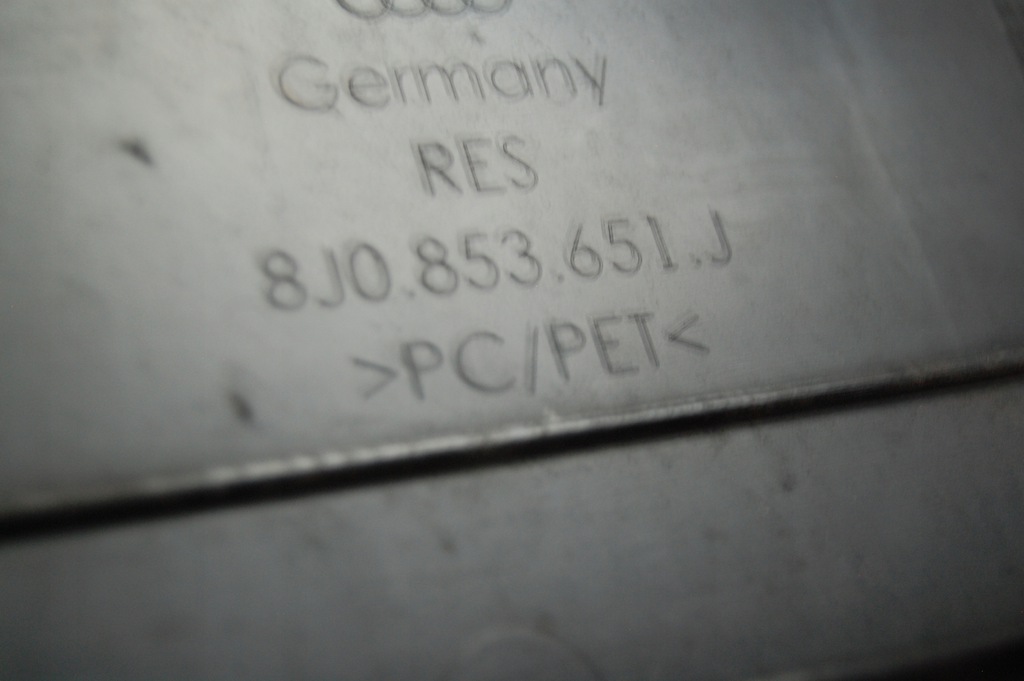 Germany
RES
8J0.853.651.J
>PC/PET<